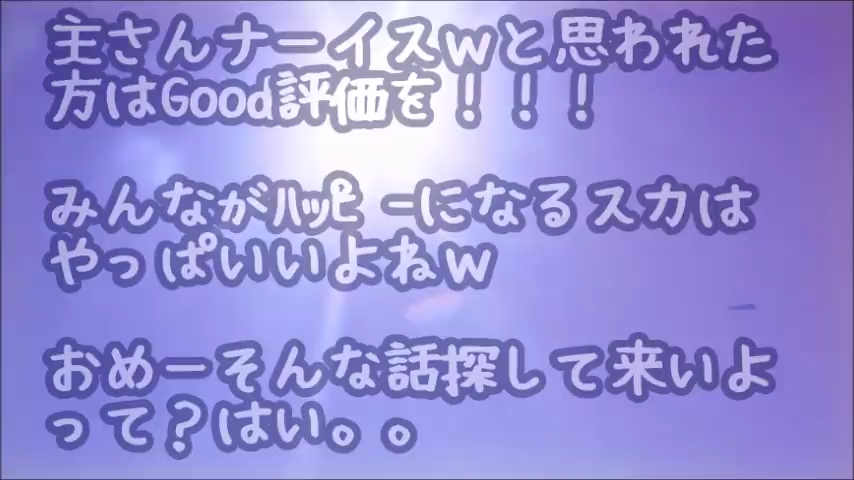 主さんナーイスｗと思われた
方はGood評価を！！！
みんながﾊｯﾋﾟ-になるスカは
やっぱいいよねｗ
おめーそんな話探して来いよ
って？はい。。